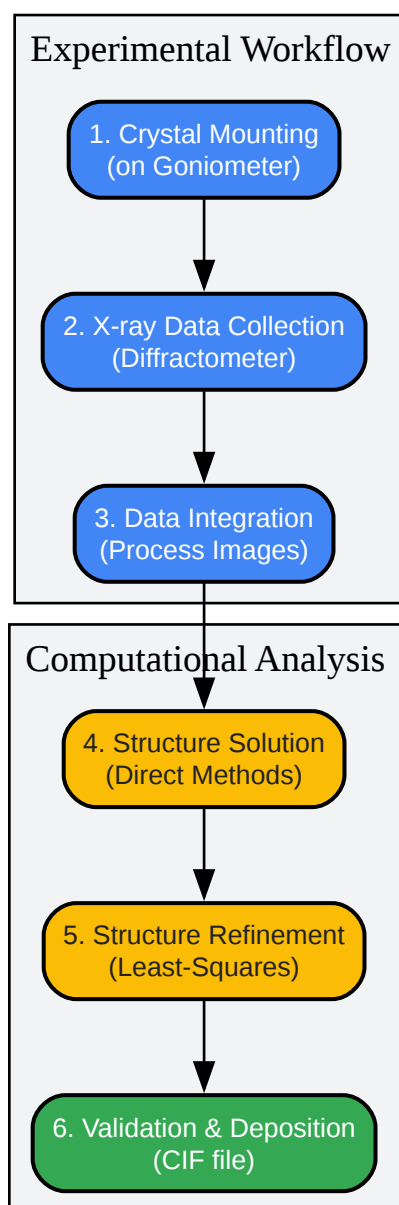 Experimental Workflow
1. Crystal Mounting
(on Goniometer)
2. X-ray Data Collection
(Diffractometer)
3. Data Integration
(Process Images)
Computational Analysis
4. Structure Solution
(Direct Methods)
5. Structure Refinement
(Least-Squares)
6. Validation & Deposition
(CIF file)